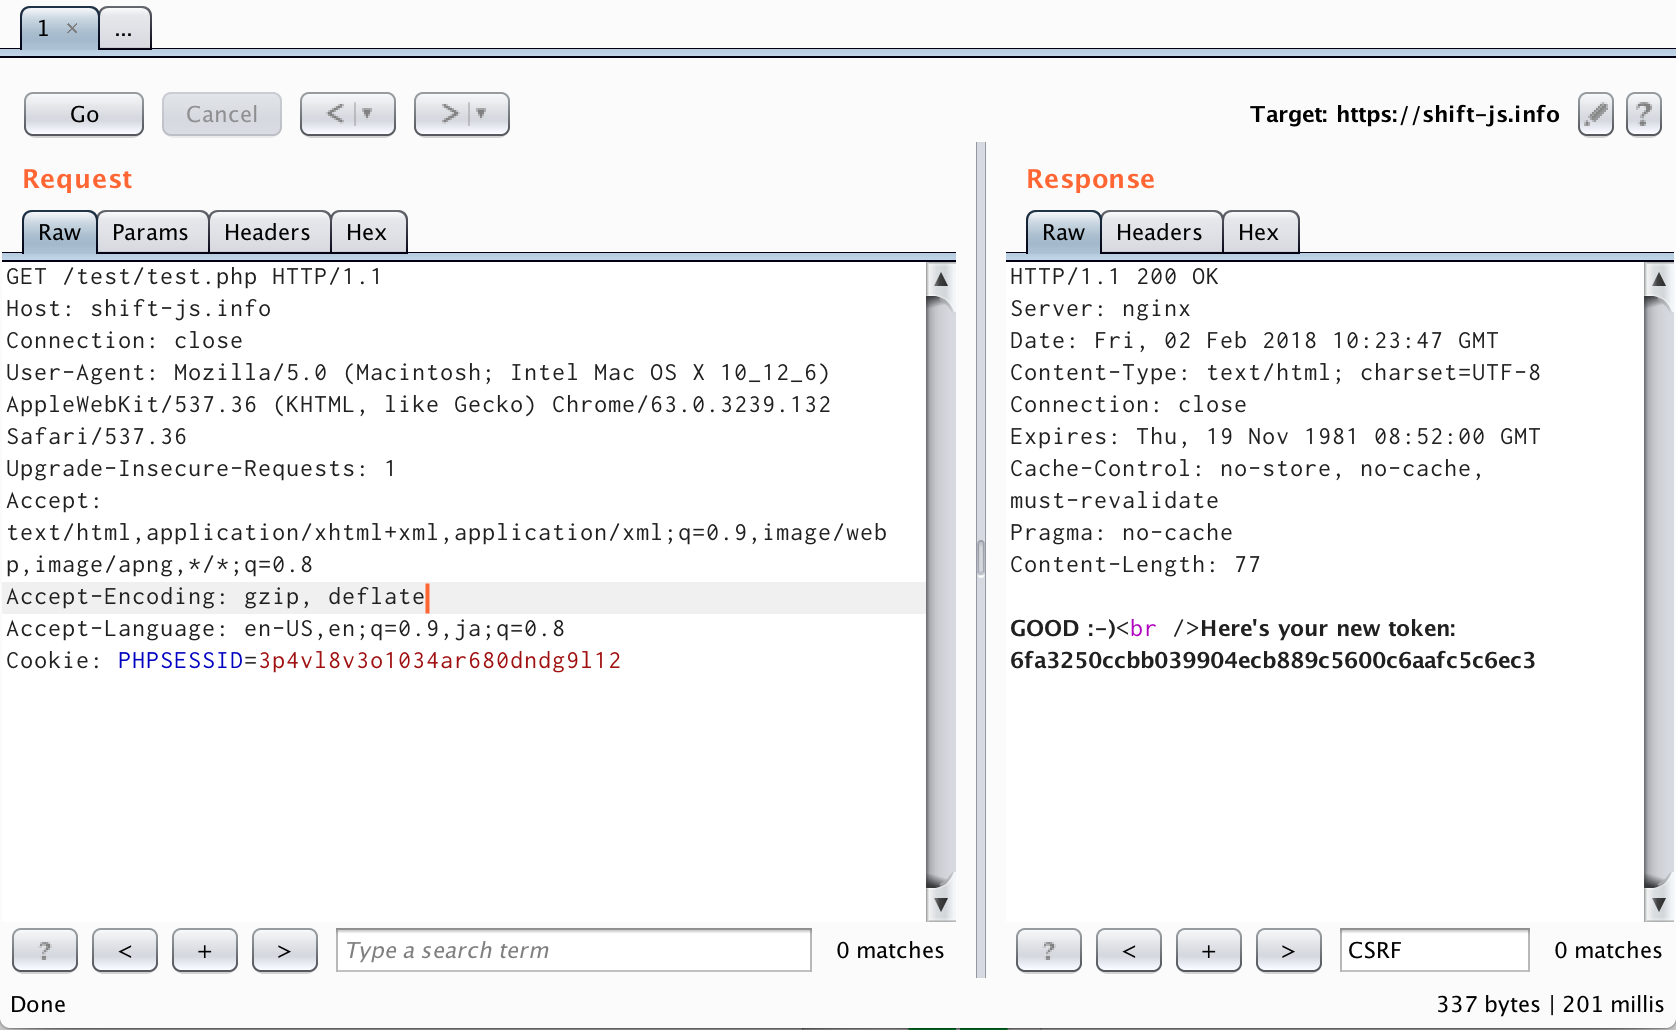 1 ×
...
Go
Cancel
< ▼
> ▼
Target: https://shift-js.info
?
Request
Raw
Params
Headers
Hex
GET /test/test.php HTTP/1.1
Host: shift-js.info
Connection: close
User-Agent: Mozilla/5.0 (Macintosh; Intel Mac OS X 10_12_6)
AppleWebKit/537.36 (KHTML, like Gecko) Chrome/63.0.3239.132
Safari/537.36
Upgrade-Insecure-Requests: 1
Accept:
text/html,application/xhtml+xml,application/xml;q=0.9,image/web
p,image/apng,*/*;q=0.8
Accept-Encoding: gzip, deflate
Accept-Language: en-US,en;q=0.9,ja;q=0.8
Cookie: PHPSESSID=3p4vl8v3o1034ar680dndg9l12
?
<
+
>
Type a search term
0 matches
Response
Raw
Headers
Hex
HTTP/1.1 200 OK
Server: nginx
Date: Fri, 02 Feb 2018 10:23:47 GMT
Content-Type: text/html; charset=UTF-8
Connection: close
Expires: Thu, 19 Nov 1981 08:52:00 GMT
Cache-Control: no-store, no-cache,
must-revalidate
Pragma: no-cache
Content-Length: 77
GOOD :-)<br />Here's your new token:
6fa3250ccbb039904ecb889c5600c6aafc5c6ec3
?
<
+
>
CSRF
0 matches
Done
337 bytes | 201 millis